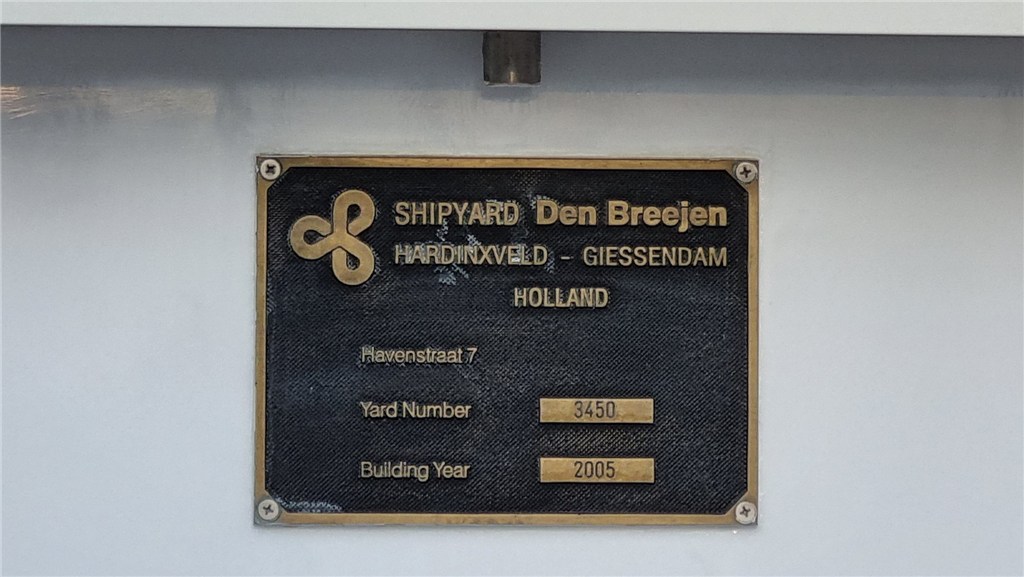 SHIPYARD Den Breejen
HARDINXVELD - GIESSENDAM
HOLLAND
Havenstraat 7
Yard Number 3450
Building Year 2005